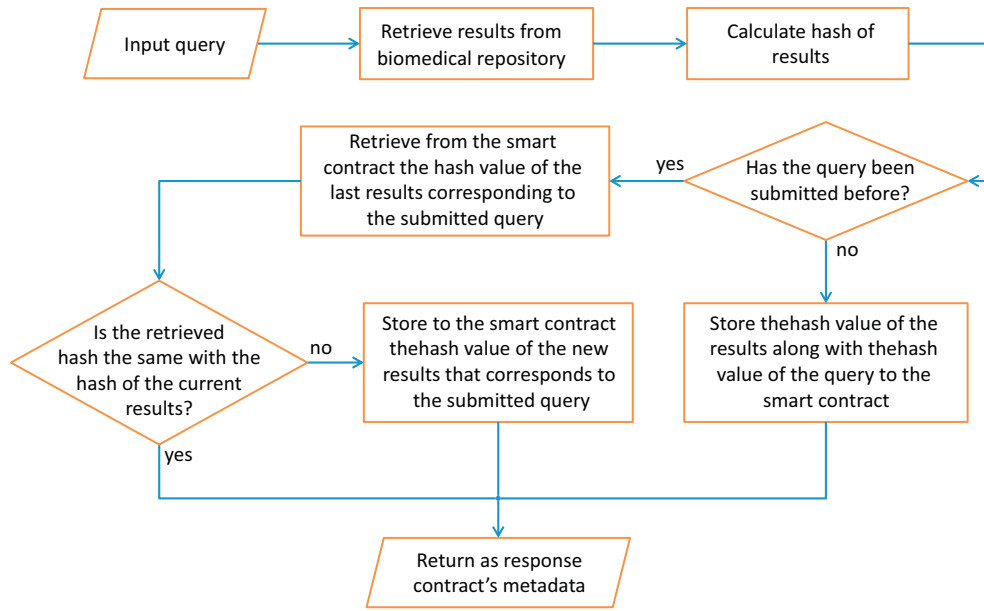 Input query
Retrieve results from
biomedical repository
Calculate hash of
results
Has the query been
submitted before?
yes
no
Retrieve from the smart
contract the hash value of the
last results corresponding to
the submitted query
Is the retrieved
hash the same with the
hash of the current
results?
no
yes
Store to the smart contract
thehash value of the new
results that corresponds to
the submitted query
Store thehash value of the
results along with thehash
value of the query to the
smart contract
Return as response
contract's metadata